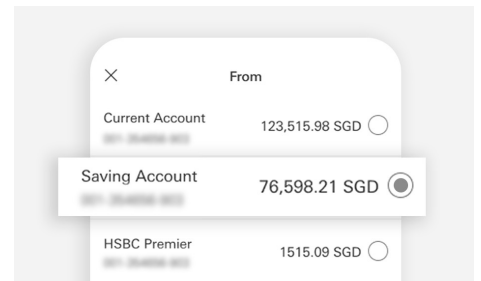 From
Current Account
123,515.98 SGD
Saving Account
76,598.21 SGD
HSBC Premier
1515.09 SGD